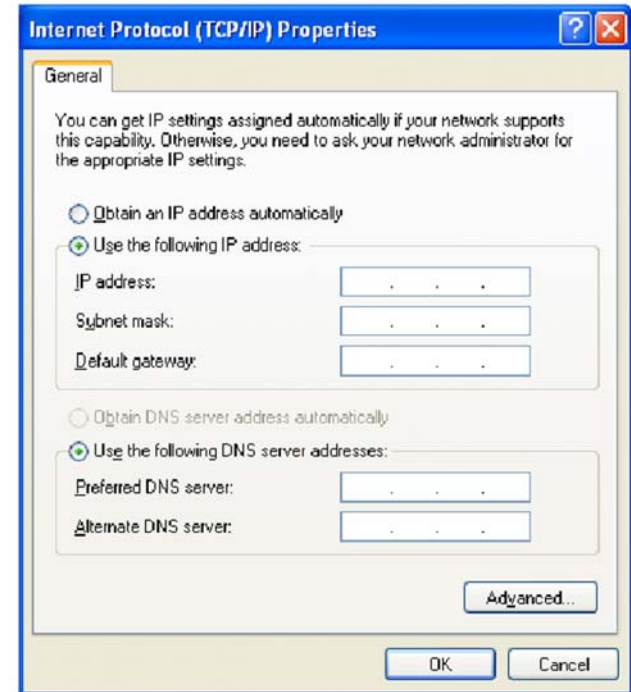 Internet Protocol (TCP/IP) Properties
General
You can get IP settings assigned automatically if your network supports
this capability. Otherwise, you need to ask your network administrator for
the appropriate IP settings.
Obtain an IP address automatically
Use the following IP address:
IP address:
Subnet mask:
Default gateway:
Obtain DNS server address automatically
Use the following DNS server addresses:
Preferred DNS server:
Alternate DNS server:
Advanced...
OK
Cancel